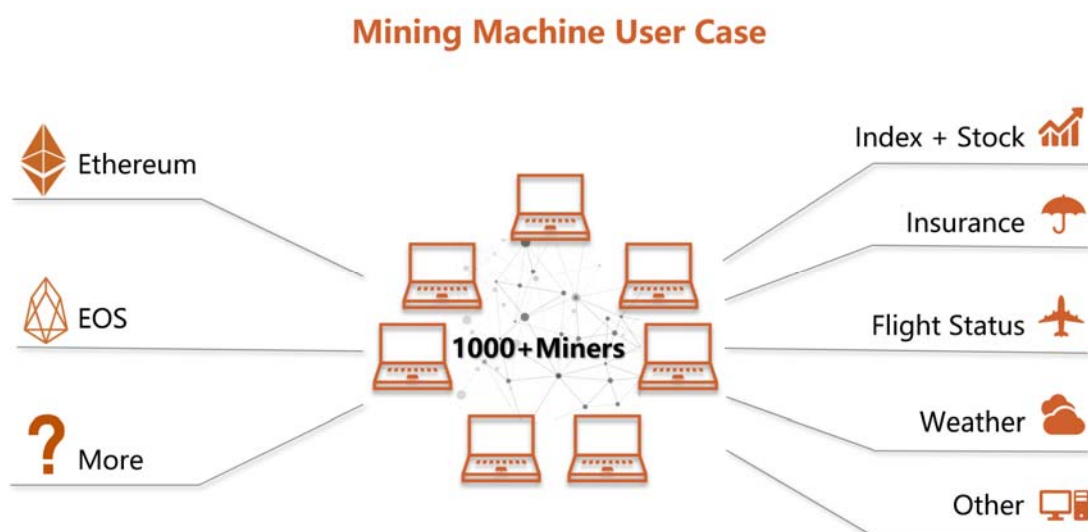 Mining Machine User Case
Ethereum
EOS
More
1000+Miners
Index + Stock
Insurance
Flight Status
Weather
Other